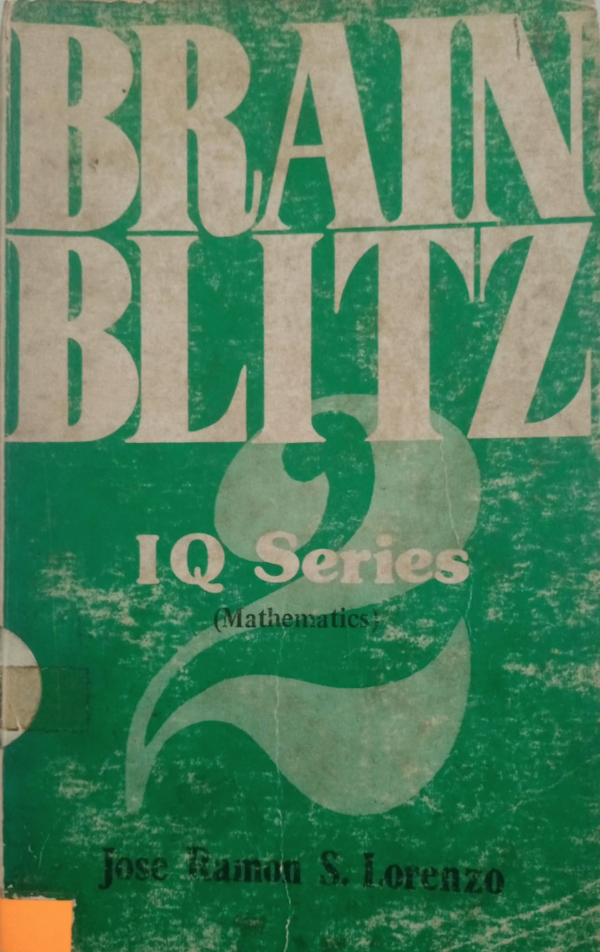 BRAIN
BLITZ
2
IQ Series
(Mathematics)
Jose Ramon S. Lorenzo